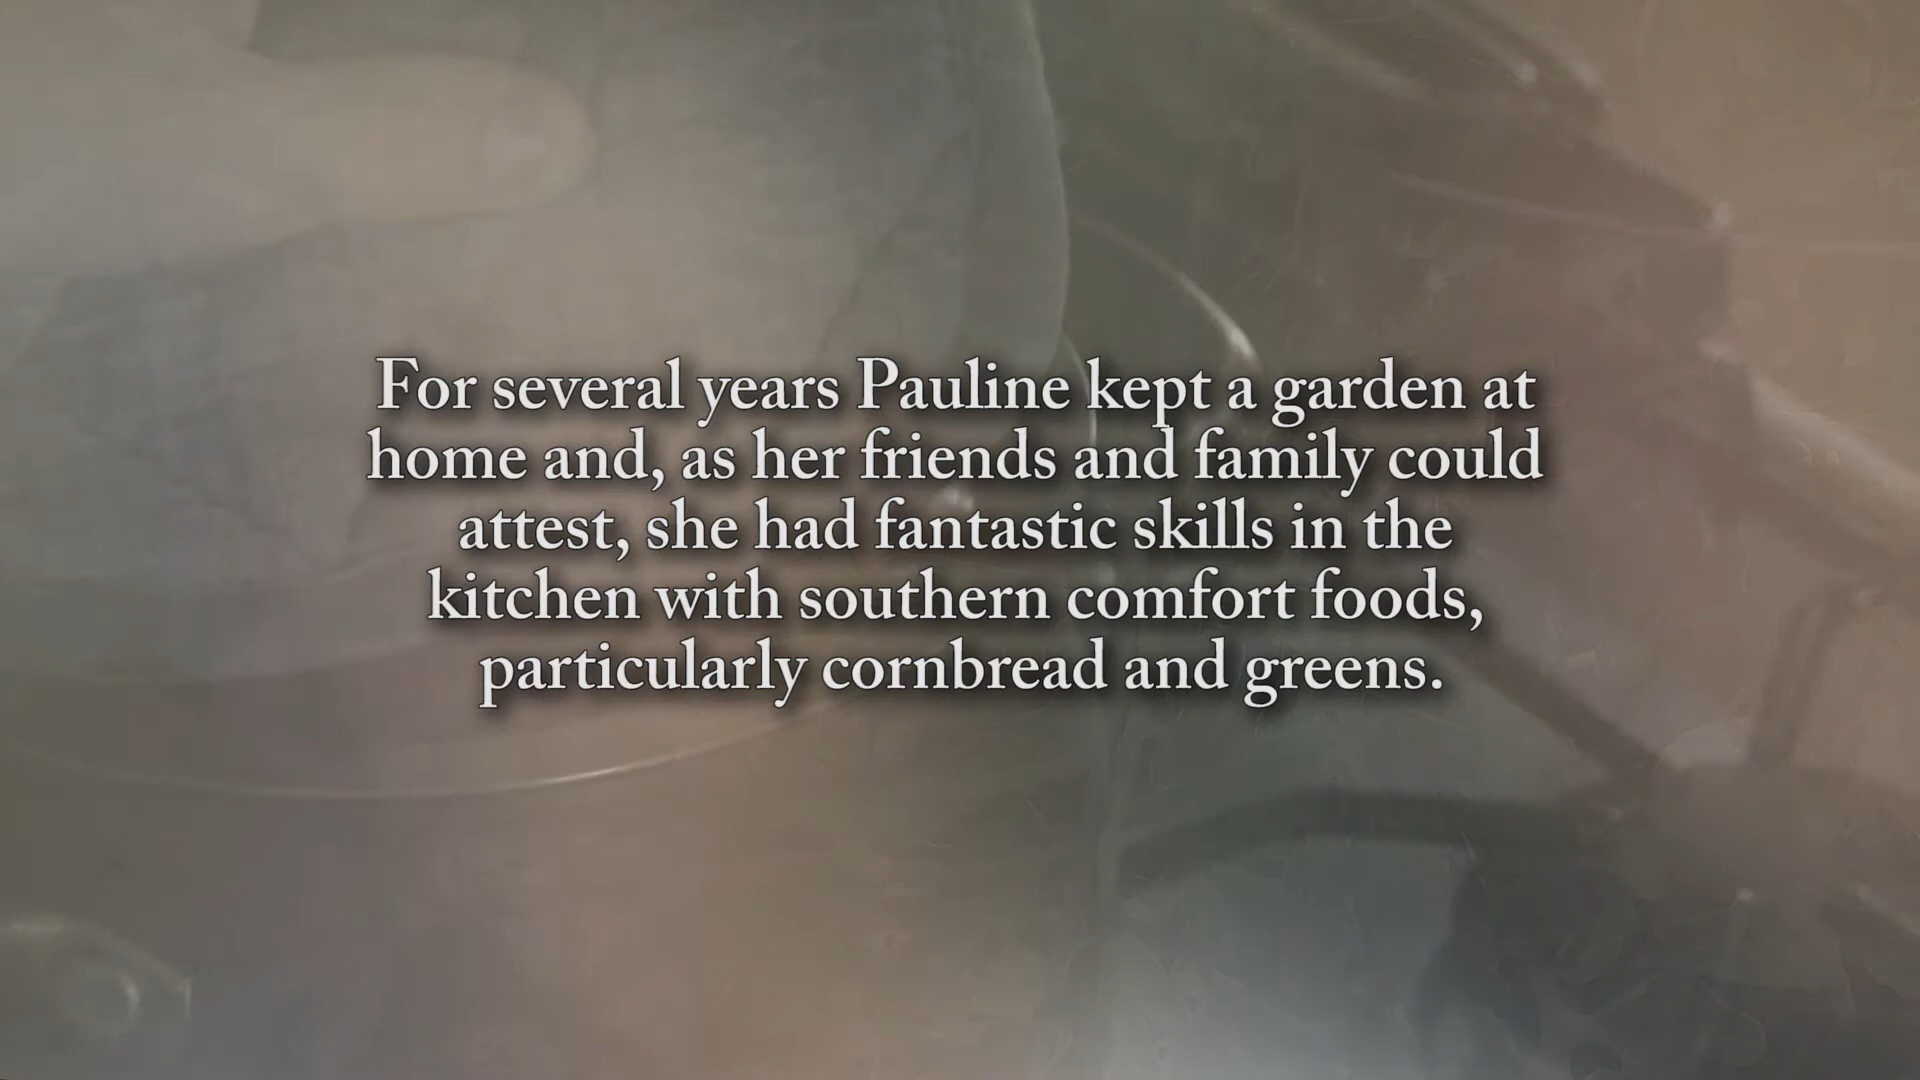 For several years Pauline kept a garden at
home and, as her friends and family could
attest, she had fantastic skills in the
kitchen with southern comfort foods,
particularly cornbread and greens.